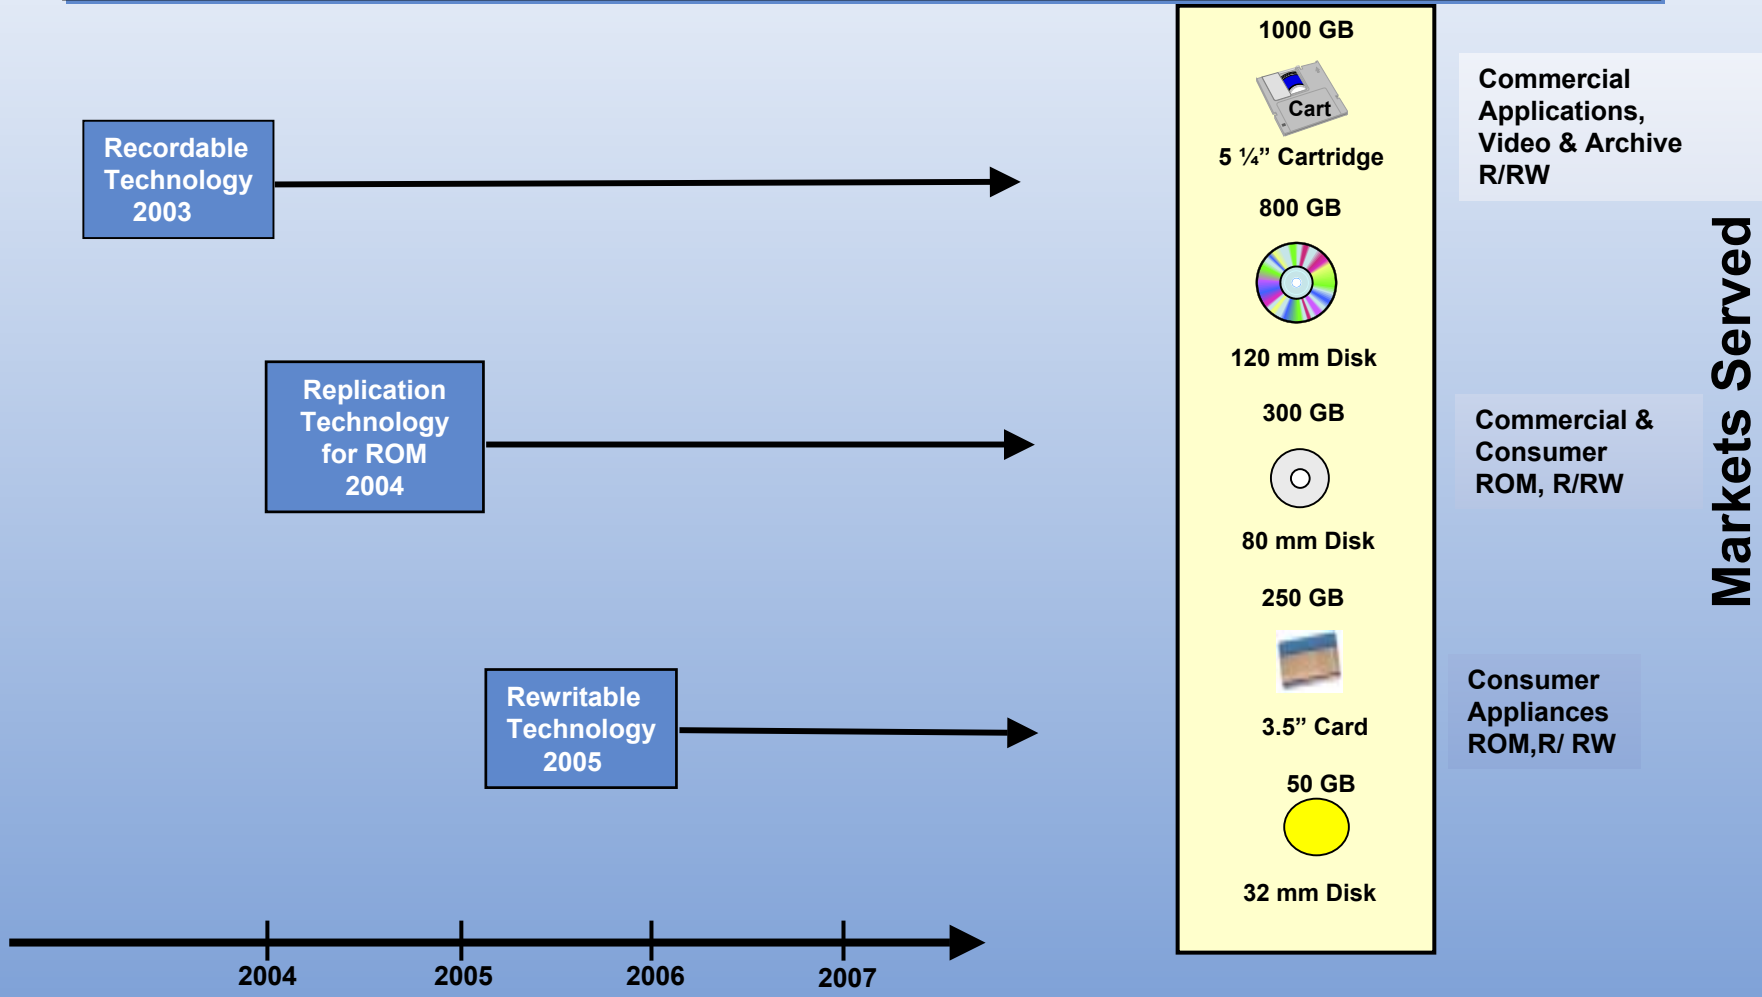 Recordable
Technology
2003
Replication
Technology
for ROM
2004
Rewritable
Technology
2005
2004
2005
2006
2007
1000 GB
Cart
5 ¼” Cartridge
800 GB
120 mm Disk
300 GB
80 mm Disk
250 GB
3.5” Card
50 GB
32 mm Disk
Commercial
Applications,
Video & Archive
R/RW
Commercial &
Consumer
ROM, R/RW
Consumer
Appliances
ROM,R/ RW
Markets Served